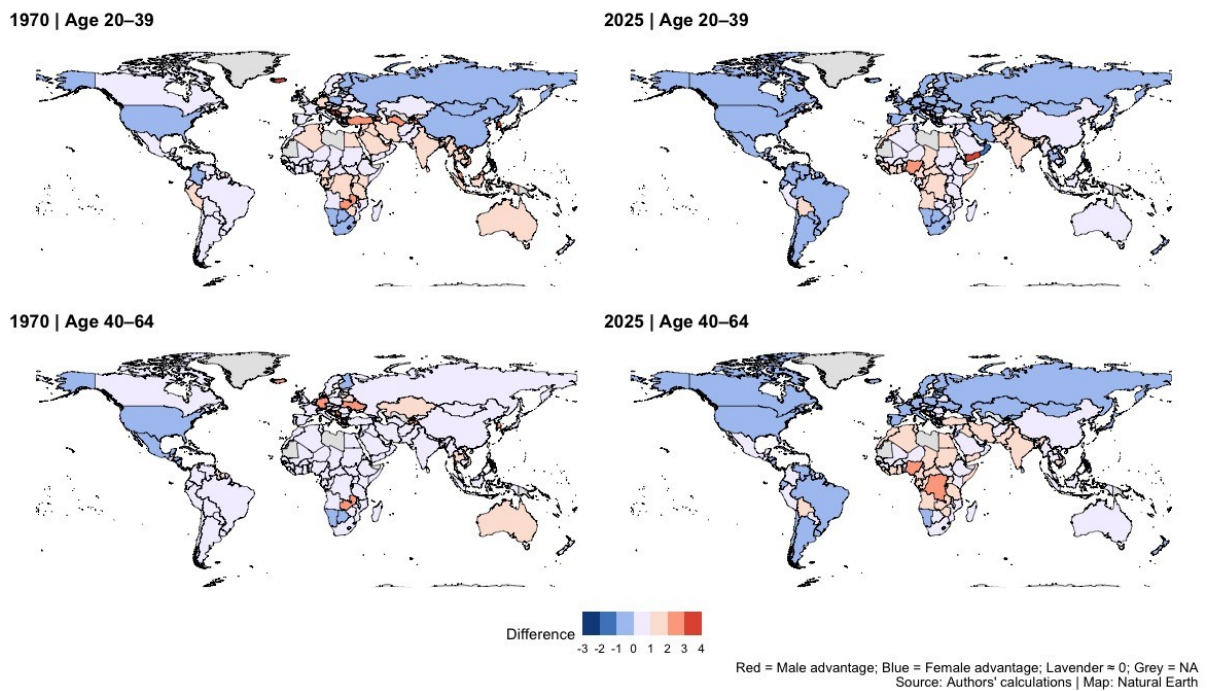 1970 | Age 20–39
2025 | Age 20–39
1970 | Age 40–64
2025 | Age 40–64
Difference
-3 -2 -1 0 1 2 3 4
Red = Male advantage; Blue = Female advantage; Lavender ≈ 0; Grey = NA
Source: Authors' calculations | Map: Natural Earth